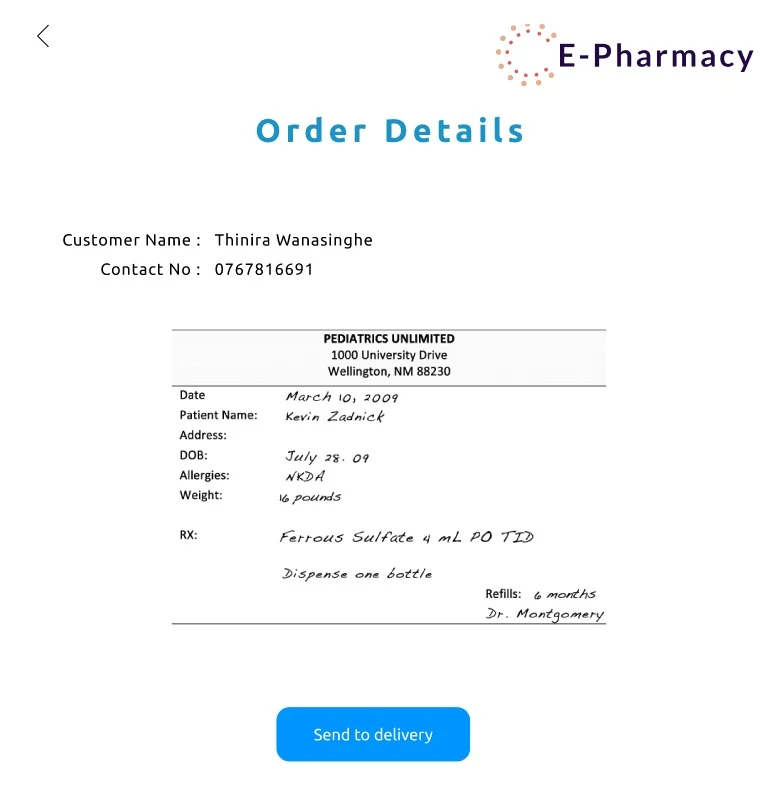 E-Pharmacy
Order Details
Customer Name : Thinira Wanasinghe
Contact No : 0767816691
PEDIATRICS UNLIMITED
1000 University Drive
Wellington, NM 88230
Date March 10, 2009
Patient Name: Kevin Zadnick
Address:
DOB: July 28. 09
Allergies: NKDA
Weight: 16 pounds
RX: Ferrous Sulfate 4 mL PO TID
Dispense one bottle
Refills: 6 months
Dr. Montgomery
Send to delivery